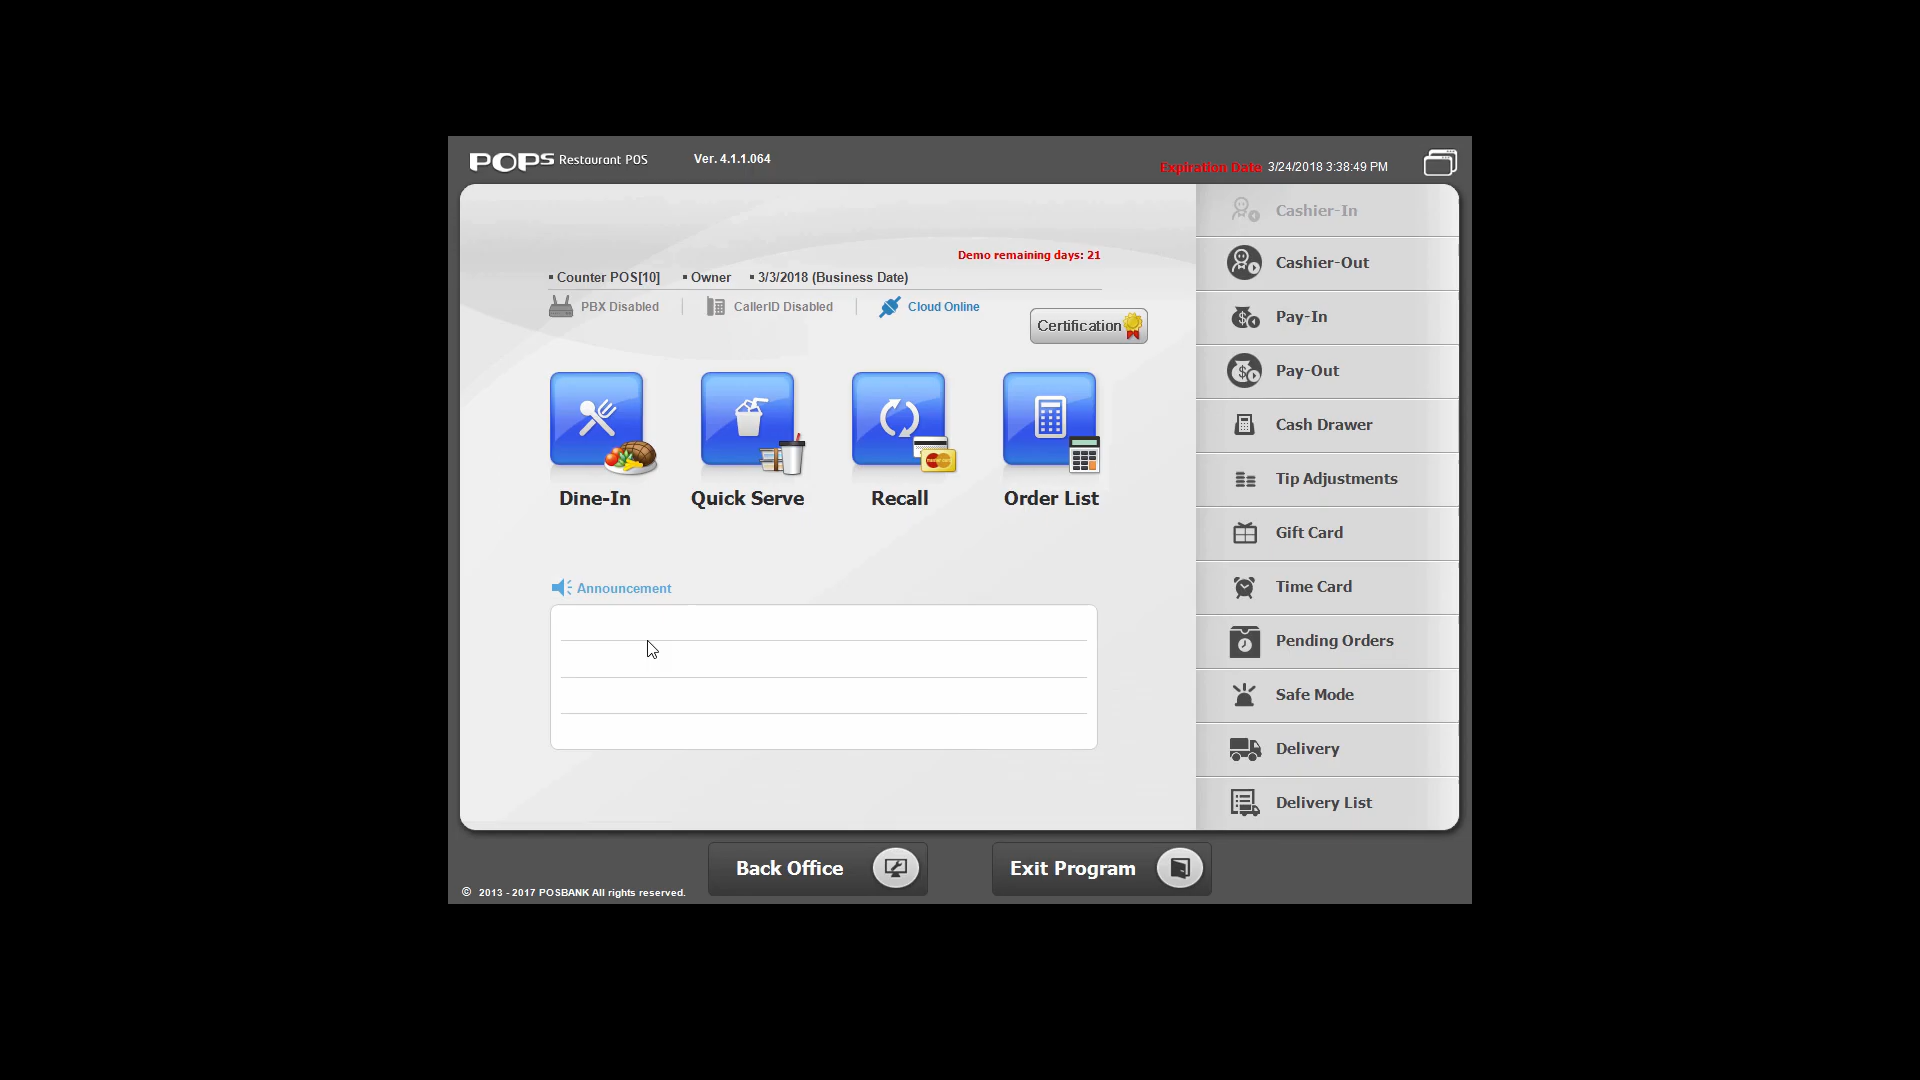 POPS Restaurant POS
Ver. 4.1.1.064
Expiration Date 3/24/2018 3:38:49 PM
Demo remaining days: 21
▪ Counter POS[10] ▪ Owner ▪ 3/3/2018 (Business Date)
PBX Disabled | CallerID Disabled | Cloud Online
Certification
Dine-In
Quick Serve
Recall
Order List
Announcement
Cashier-In
Cashier-Out
Pay-In
Pay-Out
Cash Drawer
Tip Adjustments
Gift Card
Time Card
Pending Orders
Safe Mode
Delivery
Delivery List
Back Office
Exit Program
© 2013 - 2017 POSBANK All rights reserved.